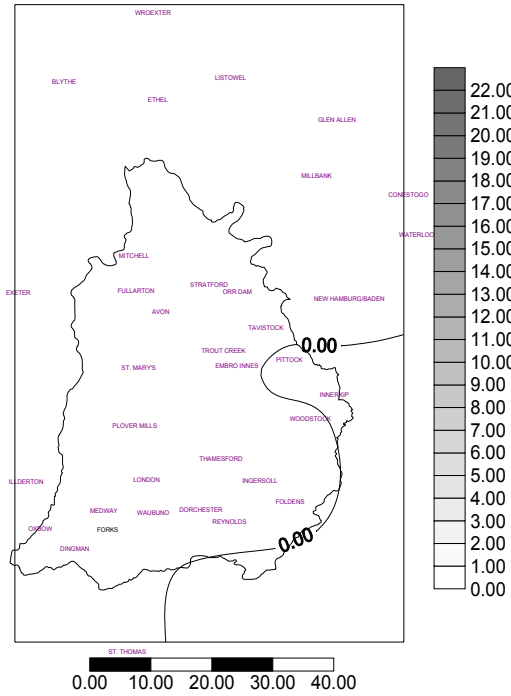 WROEXTER
LISTOWEL
BLYTHE
ETHEL
GLEN ALLEN
MILLBANK
CONESTOGO
WATERLOO
MITCHELL
STRATFORD
EXETER
FULLARTON
ORR DAM
NEW HAMBURG/BADEN
AVON
TAVISTOCK
0.00
TROUT CREEK
PITTOCK
ST. MARY'S
EMBRO INNES
INNERKIP
WOODSTOCK
PLOVER MILLS
THAMESFORD
ILLDERTON
LONDON
INGERSOLL
FOLDENS
MEDWAY
WAUBUNO
DORCHESTER
REYNOLDS
OXBOW
FORKS
0.00
DINGMAN
ST. THOMAS
0.00 10.00 20.00 30.00 40.00
22.00
21.00
20.00
19.00
18.00
17.00
16.00
15.00
14.00
13.00
12.00
11.00
10.00
9.00
8.00
7.00
6.00
5.00
4.00
3.00
2.00
1.00
0.00